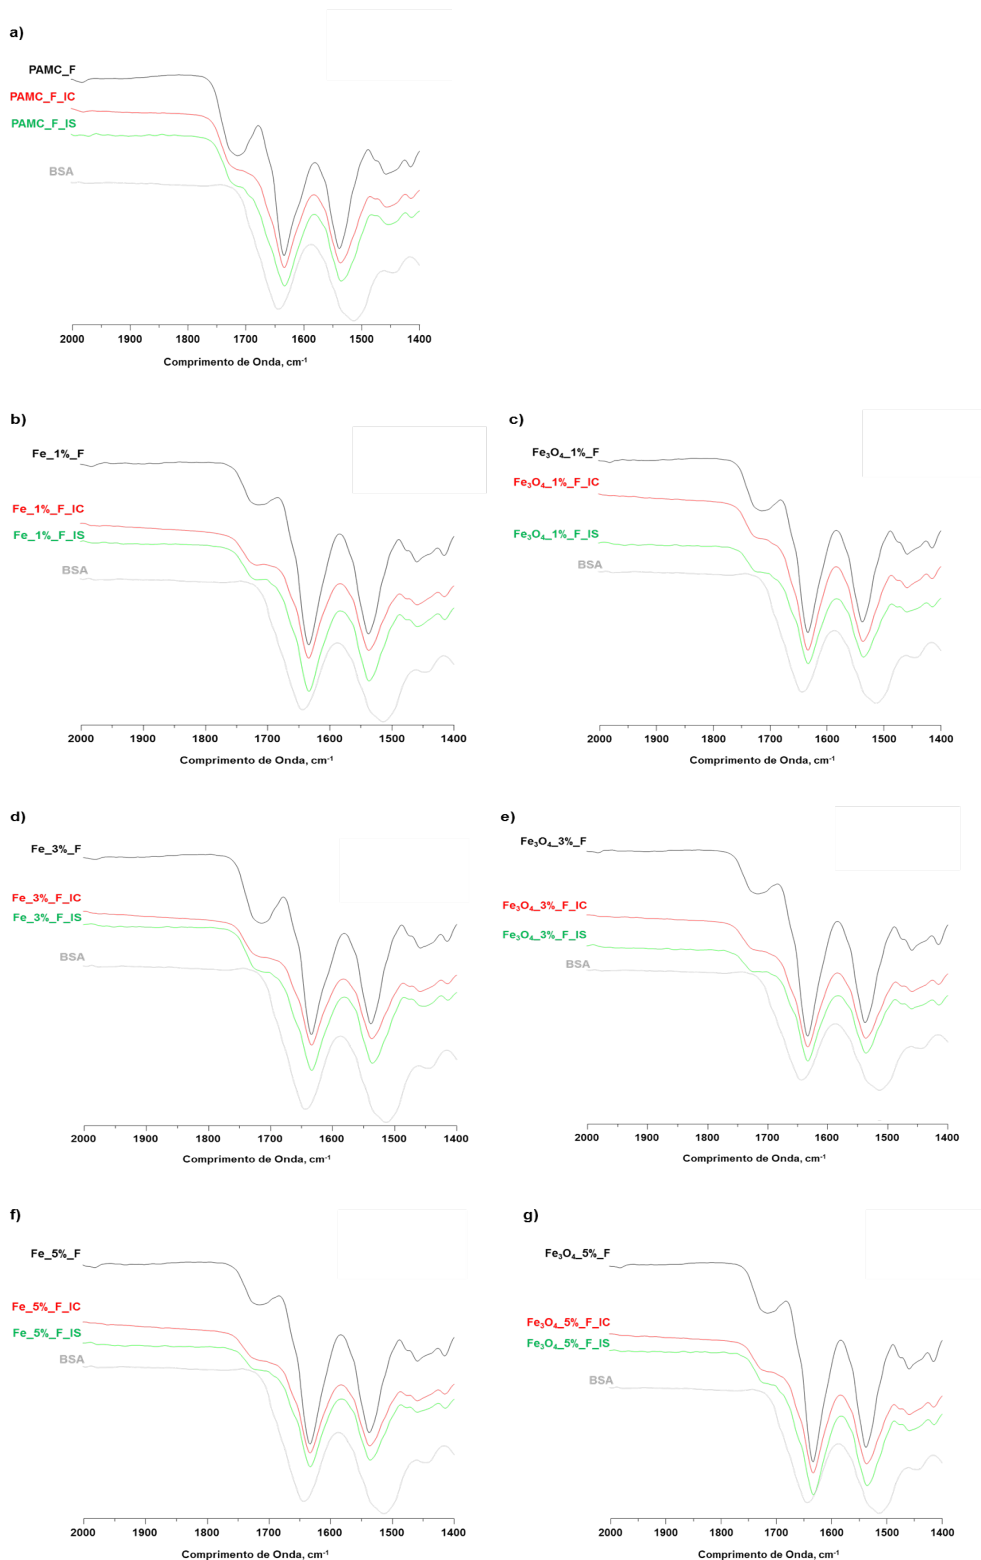 a)
PAMC_F
PAMC_F_IC
PAMC_F_IS
BSA
2000 1900 1800 1700 1600 1500 1400
Comprimento de Onda, cm⁻¹
b)
Fe_1%_F
Fe_1%_F_IC
Fe_1%_F_IS
BSA
2000 1900 1800 1700 1600 1500 1400
Comprimento de Onda, cm⁻¹
c)
Fe₃O₄_1%_F
Fe₃O₄_1%_F_IC
Fe₃O₄_1%_F_IS
BSA
2000 1900 1800 1700 1600 1500 1400
Comprimento de Onda, cm⁻¹
d)
Fe_3%_F
Fe_3%_F_IC
Fe_3%_F_IS
BSA
2000 1900 1800 1700 1600 1500 1400
Comprimento de Onda, cm⁻¹
e)
Fe₃O₄_3%_F
Fe₃O₄_3%_F_IC
Fe₃O₄_3%_F_IS
BSA
2000 1900 1800 1700 1600 1500 1400
Comprimento de Onda, cm⁻¹
f)
Fe_5%_F
Fe_5%_F_IC
Fe_5%_F_IS
BSA
2000 1900 1800 1700 1600 1500 1400
Comprimento de Onda, cm⁻¹
g)
Fe₃O₄_5%_F
Fe₃O₄_5%_F_IC
Fe₃O₄_5%_F_IS
BSA
2000 1900 1800 1700 1600 1500 1400
Comprimento de Onda, cm⁻¹